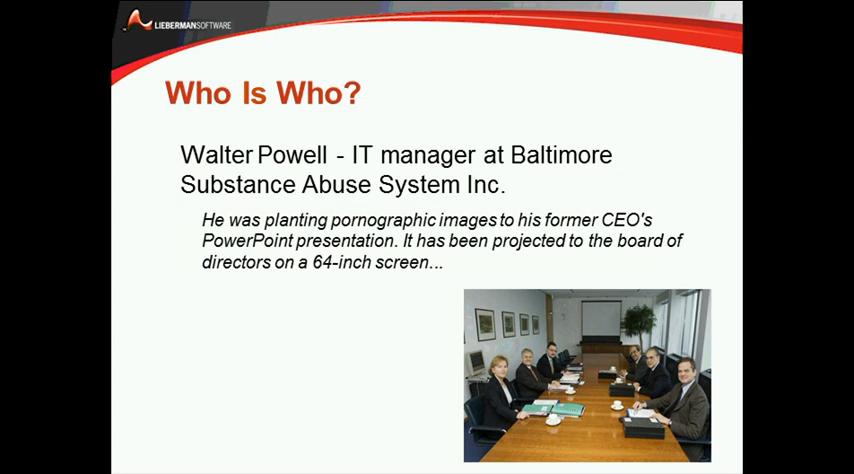 LIEBERMANSOFTWARE
Who Is Who?
Walter Powell - IT manager at Baltimore
Substance Abuse System Inc.
He was planting pornographic images to his former CEO's
PowerPoint presentation. It has been projected to the board of
directors on a 64-inch screen...